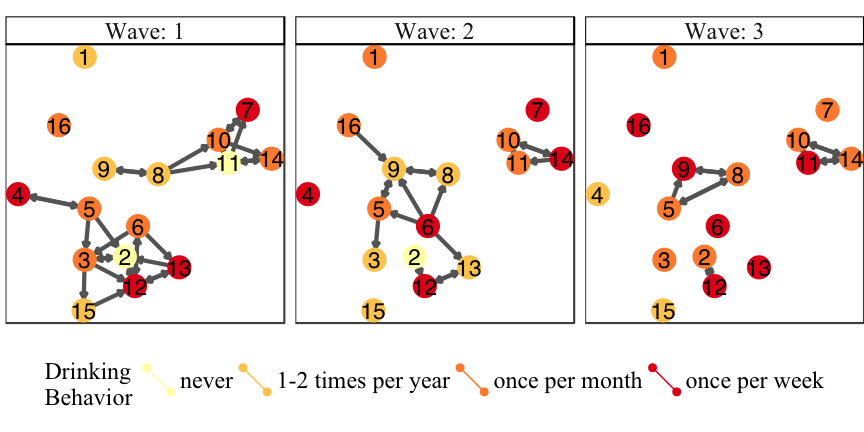 Wave: 1 Wave: 2 Wave: 3
1 1 1
7 7 7
16 16 16
10 10 10
11 14 11 14 11 14
9 8 9 8 9 8
4 4 4
5 5 5
6 6 6
3 2 3 2 3 2
13 13 13
12 12 12
15 15 15
Drinking
Behavior
never 1-2 times per year once per month once per week